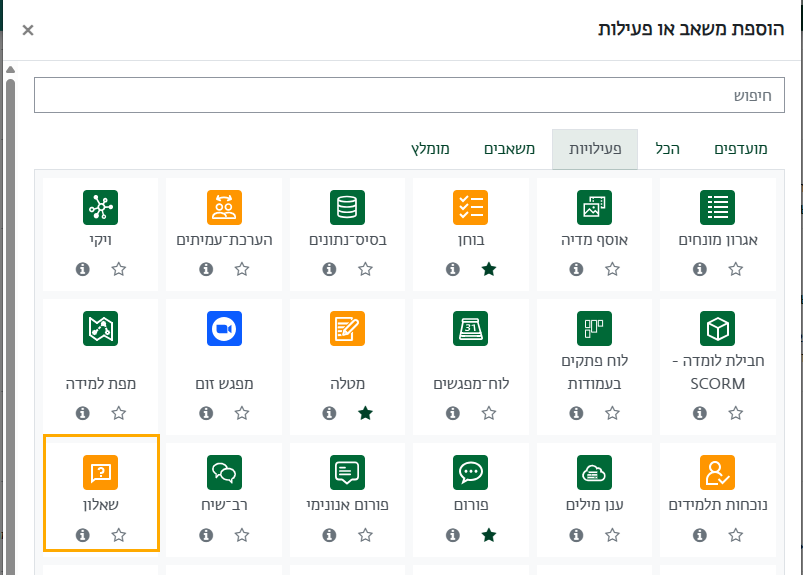 הוספת משאב או פעילות
×
חיפוש
מועדפים
הכל
פעילויות
משאבים
מומלץ
אגרון מונחים
אוסף מדיה
בוחן
בסיס־נתונים
הערכת־עמיתים
ויקי
חבילת לומדה -
SCORM
לוח פתקים
בעמודות
לוח־מפגשים
מטלה
מפגש זום
מפת למידה
נוכחות תלמידים
ענן מילים
פורום
פורום אנונימי
רב־שיח
שאלון